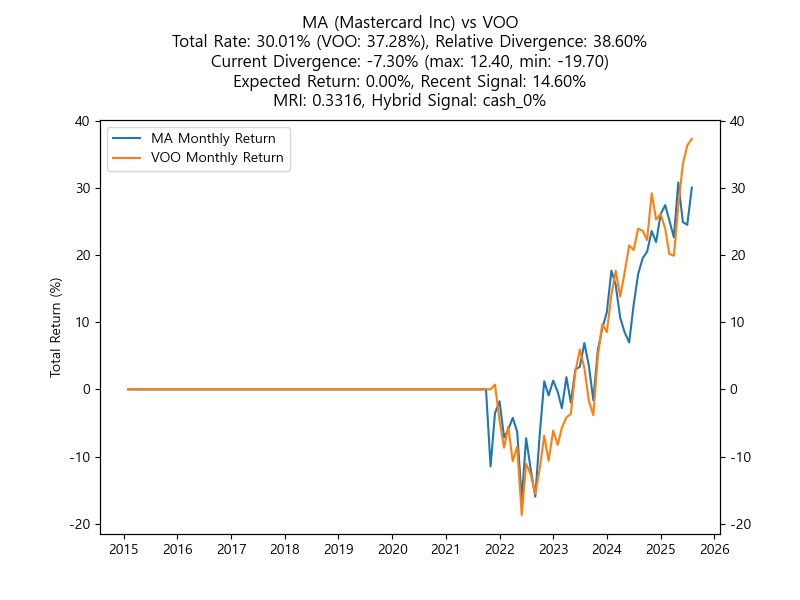 MA (Mastercard Inc) vs VOO
Total Rate: 30.01% (VOO: 37.28%), Relative Divergence: 38.60%
Current Divergence: -7.30% (max: 12.40, min: -19.70)
Expected Return: 0.00%, Recent Signal: 14.60%
MRI: 0.3316, Hybrid Signal: cash_0%
MA Monthly Return
VOO Monthly Return
Total Return (%)
40
30
20
10
0
-10
-20
40
30
20
10
0
-10
-20
2015 2016 2017 2018 2019 2020 2021 2022 2023 2024 2025 2026